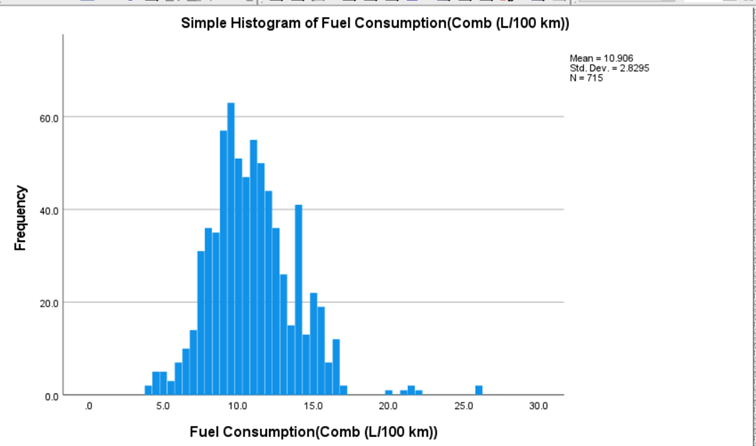 Simple Histogram of Fuel Consumption(Comb (L/100 km))
Mean = 10.906
Std. Dev. = 2.8295
N = 715
60.0
40.0
20.0
0.0
Frequency
.0 5.0 10.0 15.0 20.0 25.0 30.0
Fuel Consumption(Comb (L/100 km))